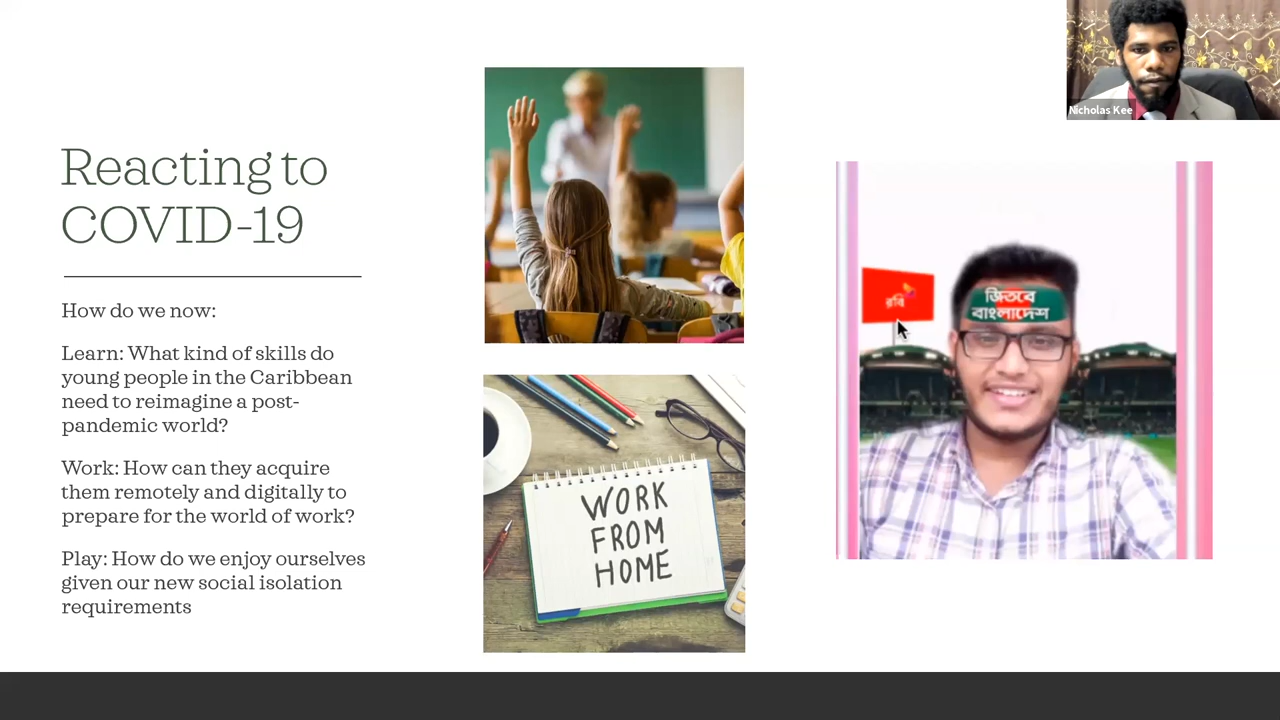 Nicholas Kee
Reacting to
COVID-19
How do we now:
Learn: What kind of skills do
young people in the Caribbean
need to reimagine a post-
pandemic world?
Work: How can they acquire
them remotely and digitally to
prepare for the world of work?
Play: How do we enjoy ourselves
given our new social isolation
requirements
WORK
FROM
HOME
রবি
জিতবে
বাংলাদেশ